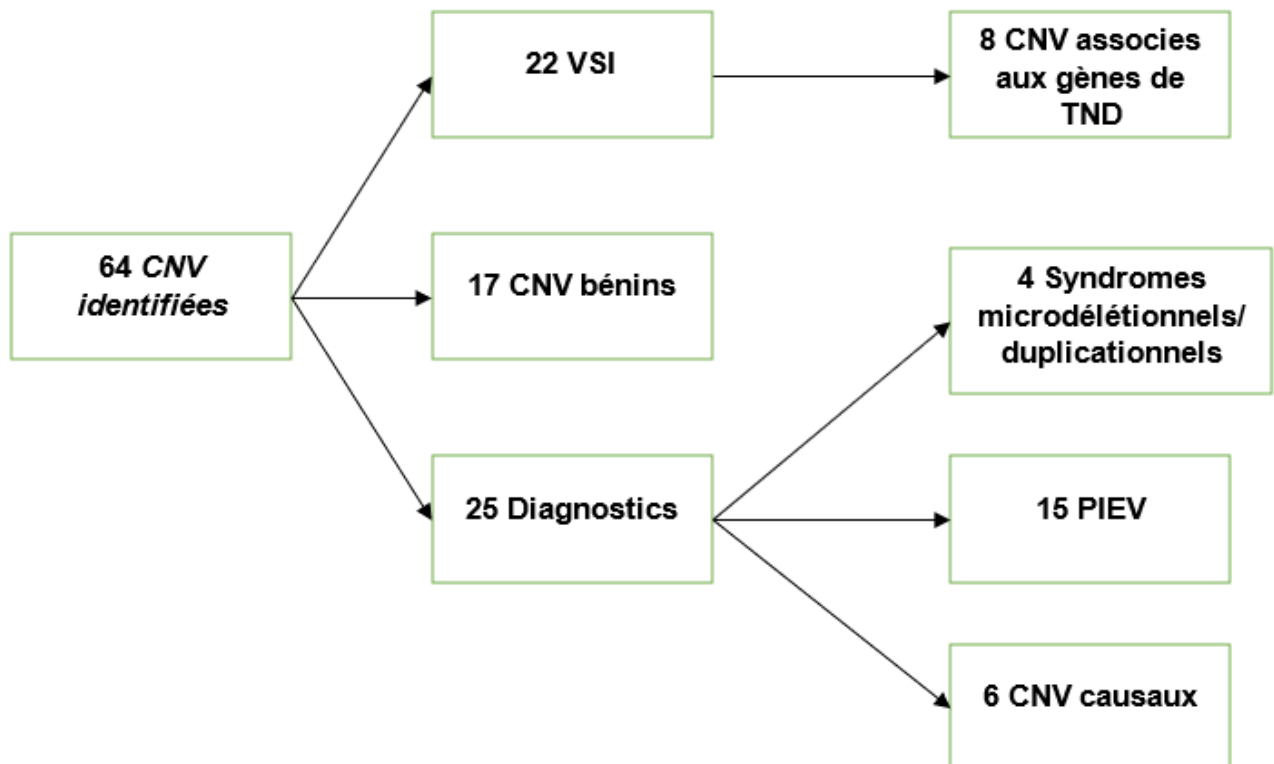 22 VSI
8 CNV associes
aux gènes de
TND
64 CNV
identifiées
17 CNV bénins
4 Syndromes
microdélétionnels/
duplicationnels
25 Diagnostics
15 PIEV
6 CNV causaux